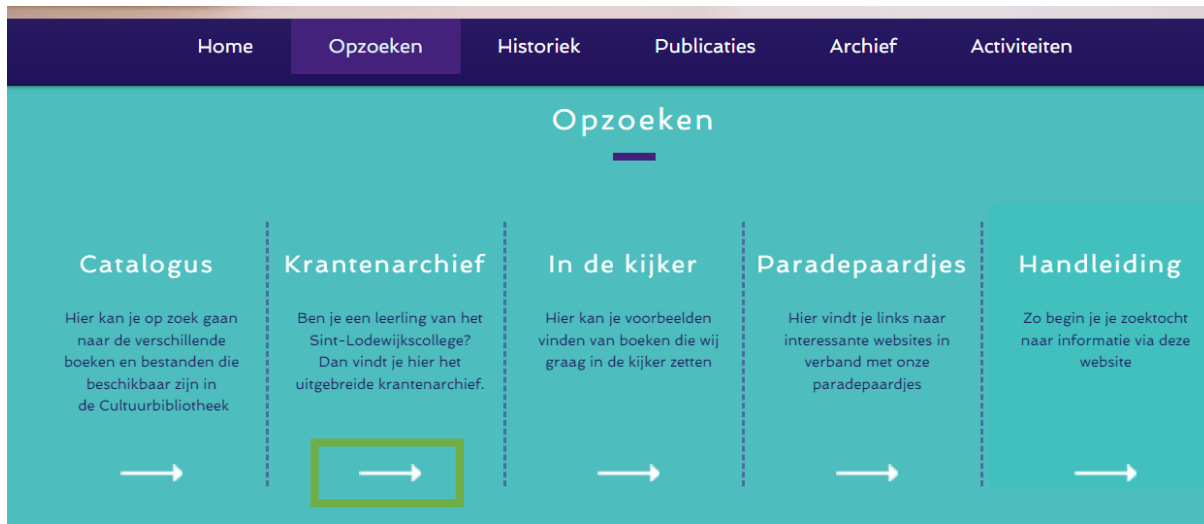 Home Opzoeken Historiek Publicaties Archief Activiteiten
Opzoeken
Catalogus
Hier kan je op zoek gaan
naar de verschillende
boeken en bestanden die
beschikbaar zijn in
de Cultuurbibliotheek
Krantenarchief
Ben je een leerling van het
Sint-Lodewijkscollege?
Dan vindt je hier het
uitgebreide krantenarchief.
In de kijker
Hier kan je voorbeelden
vinden van boeken die wij
graag in de kijker zetten
Paradepaardjes
Hier vindt je links naar
interessante websites in
verband met onze
paradepaardjes
Handleiding
Zo begin je je zoektocht
naar informatie via deze
website